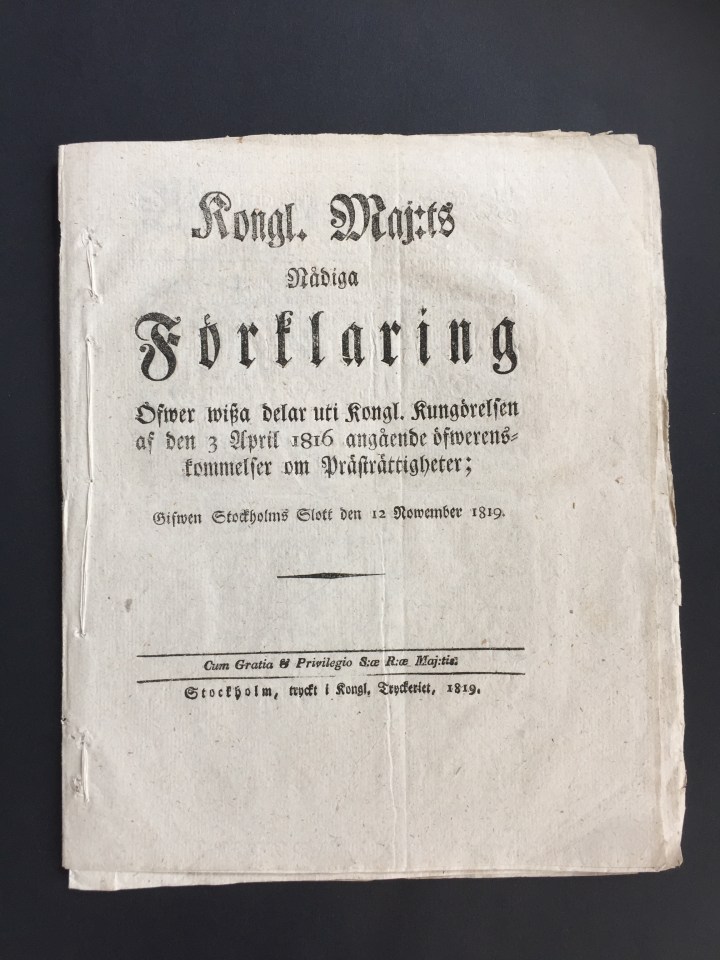 Kongl. Maj:ts
Nådiga
Förklaring
Öfwer wißa delar uti Kongl. Kungörelsen
af den 3 April 1816 angående öfwerens-
kommelser om Prästrättigheter;
Gifwen Stockholms Slott den 12 November 1819.
Cum Gratia & Privilegio S:æ R:æ Maj:tis.
Stockholm, tryckt i Kongl. Tryckeriet, 1819.